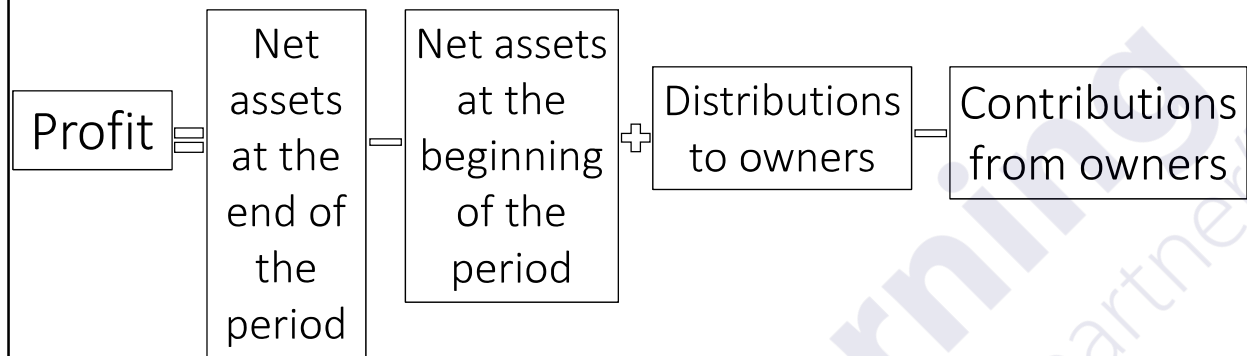 Profit
=
Net
assets
at the
end of
the
period
−
Net assets
at the
beginning
of the
period
+
Distributions
to owners
−
Contributions
from owners